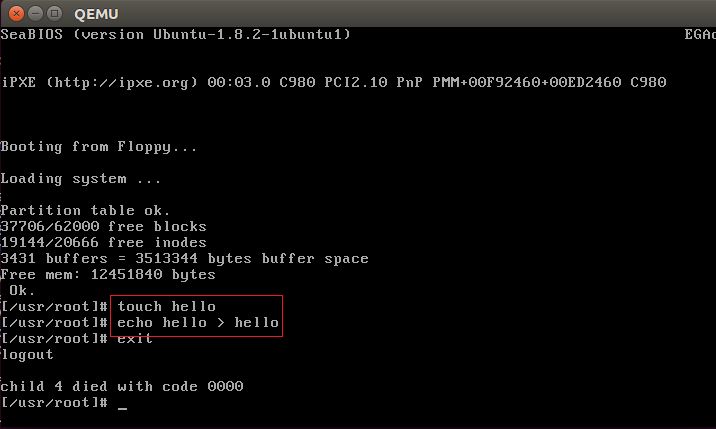 QEMU
SeaBIOS (version Ubuntu-1.8.2-1ubuntu1) EGAc
iPXE (http://ipxe.org) 00:03.0 C980 PCI2.10 PnP PMM+00F92460+00ED2460 C980
Booting from Floppy...
Loading system ...
Partition table ok.
37706/62000 free blocks
19144/20666 free inodes
3431 buffers = 3513344 bytes buffer space
Free mem: 12451840 bytes
Ok.
[/usr/root]# touch hello
[/usr/root]# echo hello > hello
[/usr/root]# exit
logout
child 4 died with code 0000
[/usr/root]# _